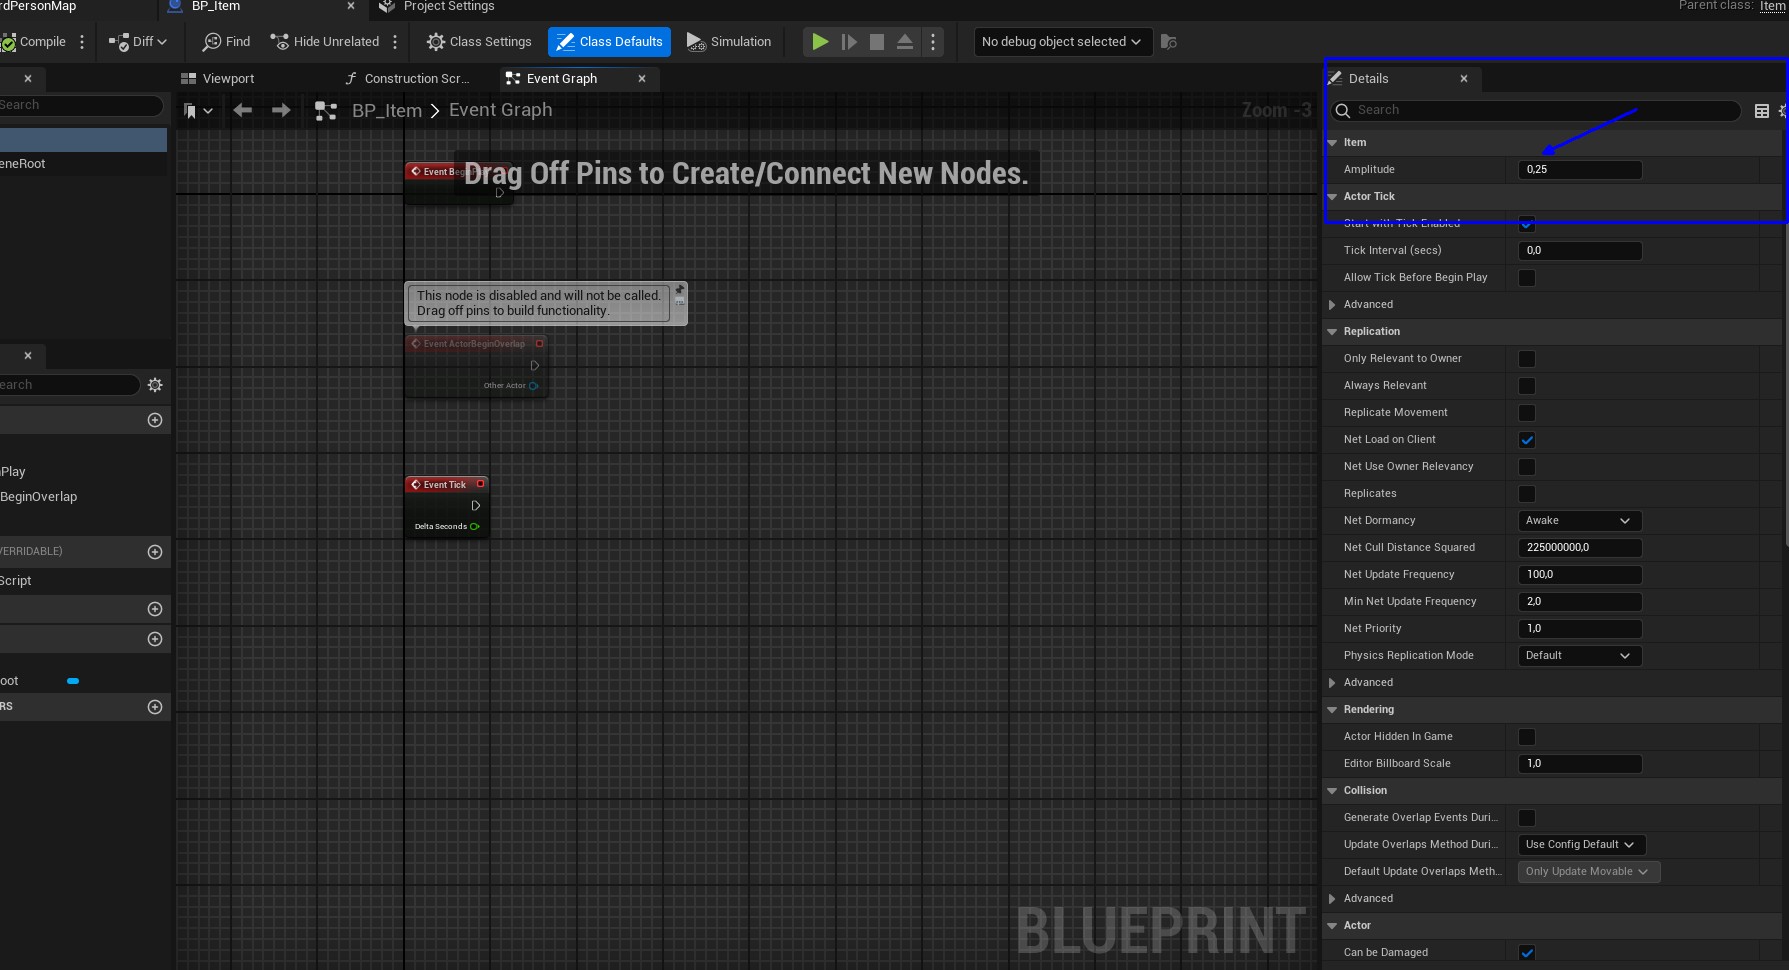 rdPersonMap
BP_Item
Project Settings
Parent class: Item
Compile
Diff
Find
Hide Unrelated
Class Settings
Class Defaults
Simulation
No debug object selected
Viewport
Construction Scr...
Event Graph
Details
Search
BP_Item > Event Graph
Zoom -3
Search
Item
Amplitude
0,25
Drag Off Pins to Create/Connect New Nodes.
eneRoot
Actor Tick
Start with Tick Enabled
Tick Interval (secs)
0,0
Allow Tick Before Begin Play
This node is disabled and will not be called.
Drag off pins to build functionality.
Advanced
Replication
Event ActorBeginOverlap
Other Actor
Only Relevant to Owner
earch
Always Relevant
Replicate Movement
Net Load on Client
Play
Net Use Owner Relevancy
BeginOverlap
Event Tick
Delta Seconds
Replicates
Net Dormancy
Awake
VERRIDABLE)
Net Cull Distance Squared
225000000,0
Script
Net Update Frequency
100,0
Min Net Update Frequency
2,0
Net Priority
1,0
Physics Replication Mode
Default
oot
Advanced
RS
Rendering
Actor Hidden In Game
Editor Billboard Scale
1,0
Collision
Generate Overlap Events Duri...
Update Overlaps Method Duri...
Use Config Default
Default Update Overlaps Meth...
Only Update Movable
Advanced
Actor
Can be Damaged
BLUEPRINT